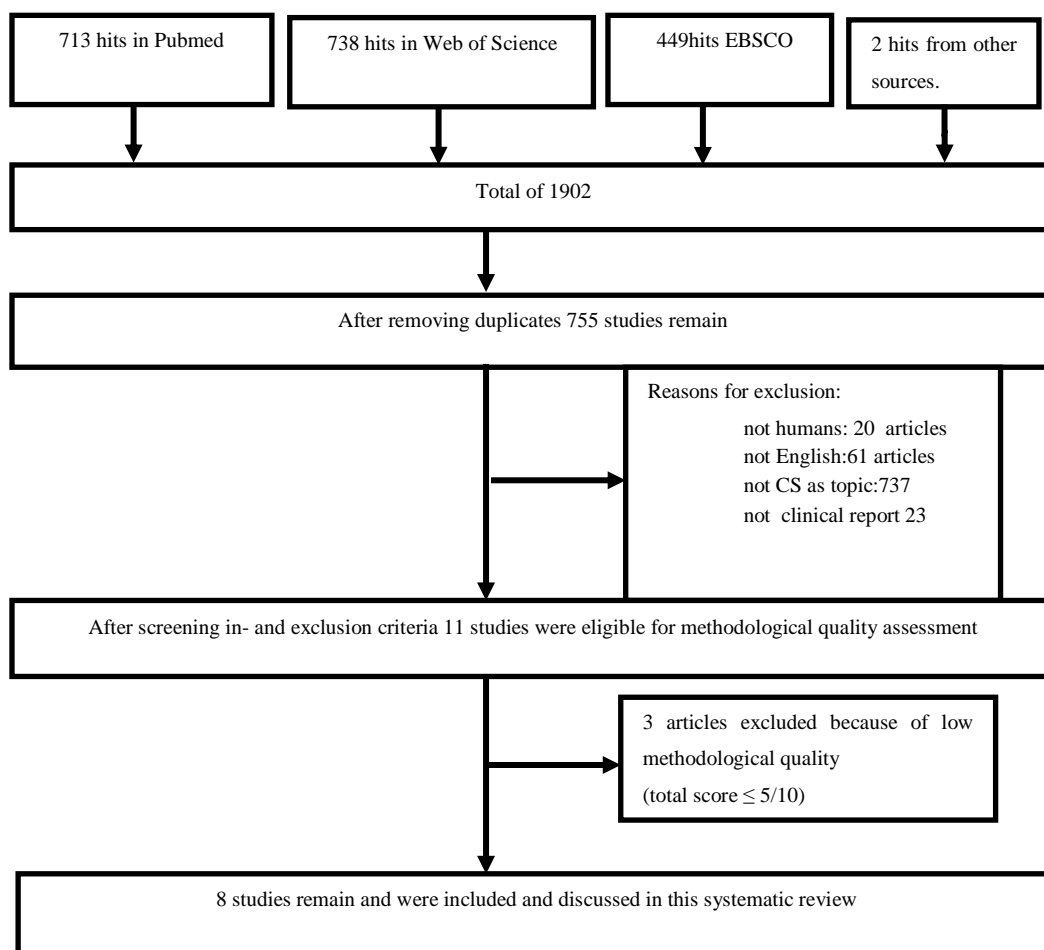 713 hits in Pubmed
738 hits in Web of Science
449hits EBSCO
2 hits from other
sources.
Total of 1902
After removing duplicates 755 studies remain
Reasons for exclusion:
not humans: 20 articles
not English:61 articles
not CS as topic:737
not clinical report 23
After screening in- and exclusion criteria 11 studies were eligible for methodological quality assessment
3 articles excluded because of low
methodological quality
(total score ≤ 5/10)
8 studies remain and were included and discussed in this systematic review